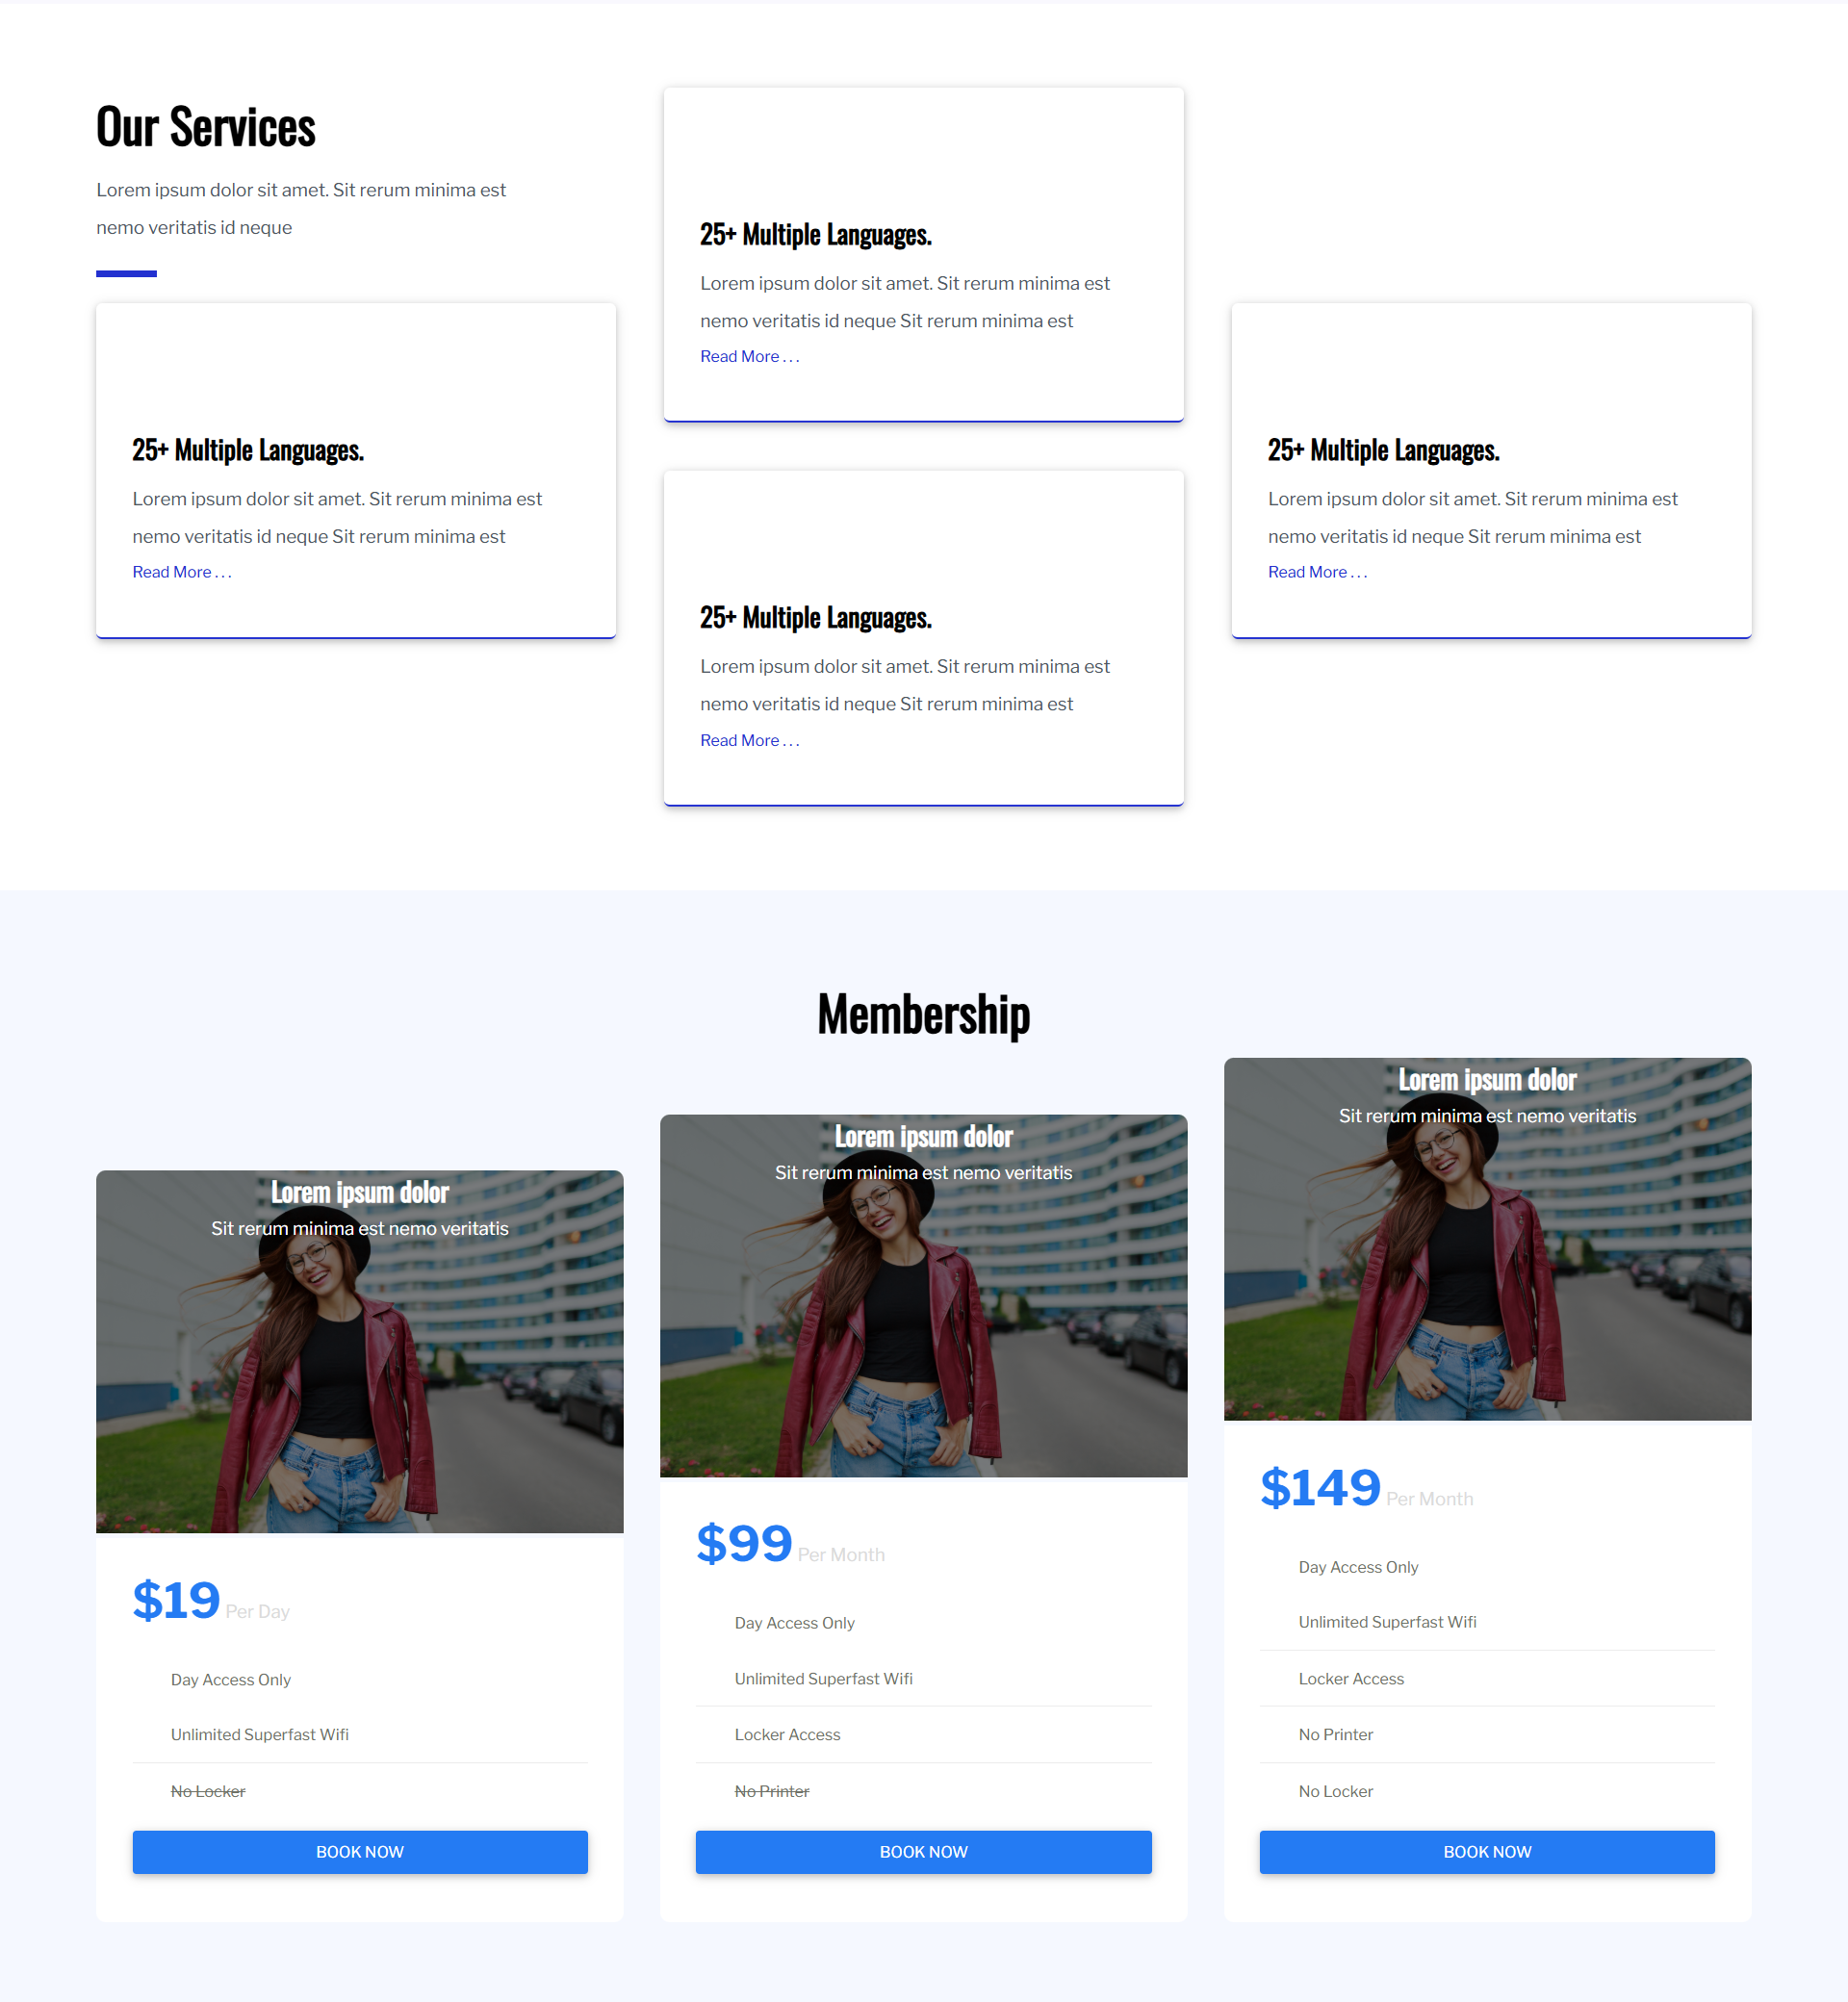 Our Services
Lorem ipsum dolor sit amet. Sit rerum minima est
nemo veritatis id neque
25+ Multiple Languages.
Lorem ipsum dolor sit amet. Sit rerum minima est
nemo veritatis id neque Sit rerum minima est
Read More . . .
25+ Multiple Languages.
Lorem ipsum dolor sit amet. Sit rerum minima est
nemo veritatis id neque Sit rerum minima est
Read More . . .
25+ Multiple Languages.
Lorem ipsum dolor sit amet. Sit rerum minima est
nemo veritatis id neque Sit rerum minima est
Read More . . .
25+ Multiple Languages.
Lorem ipsum dolor sit amet. Sit rerum minima est
nemo veritatis id neque Sit rerum minima est
Read More . . .
Membership
Lorem ipsum dolor
Sit rerum minima est nemo veritatis
$19 Per Day
Day Access Only
Unlimited Superfast Wifi
No Locker
BOOK NOW
Lorem ipsum dolor
Sit rerum minima est nemo veritatis
$99 Per Month
Day Access Only
Unlimited Superfast Wifi
Locker Access
No Printer
BOOK NOW
Lorem ipsum dolor
Sit rerum minima est nemo veritatis
$149 Per Month
Day Access Only
Unlimited Superfast Wifi
Locker Access
No Printer
No Locker
BOOK NOW